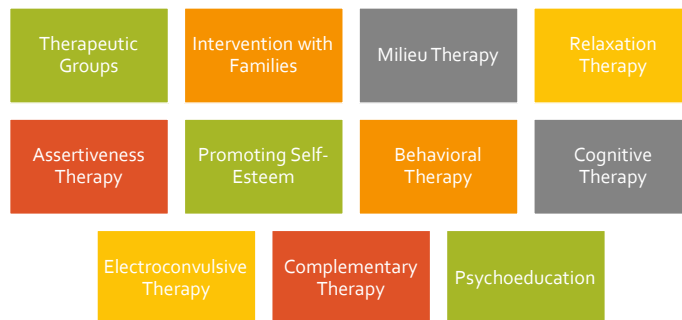 Therapeutic
Groups
Intervention with
Families
Milieu Therapy
Relaxation
Therapy
Assertiveness
Therapy
Promoting Self-
Esteem
Behavioral
Therapy
Cognitive
Therapy
Electroconvulsive
Therapy
Complementary
Therapy
Psychoeducation